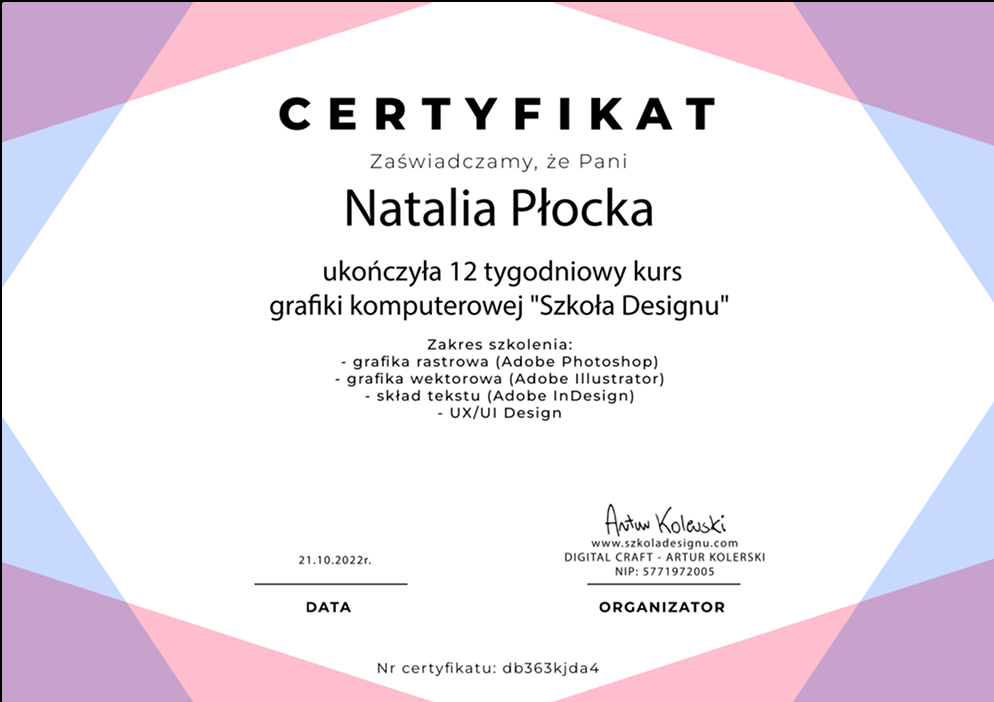 CERTYFIKAT
Zaświadczamy, że Pani
Natalia Płocka
ukończyła 12 tygodniowy kurs
grafiki komputerowej "Szkoła Designu"
Zakres szkolenia:
- grafika rastrowa (Adobe Photoshop)
- grafika wektorowa (Adobe Illustrator)
- skład tekstu (Adobe InDesign)
- UX/UI Design
Artur Kolerski
www.szkoladesignu.com
DIGITAL CRAFT - ARTUR KOLERSKI
NIP: 5771972005
21.10.2022r.
DATA
ORGANIZATOR
Nr certyfikatu: db363kjda4